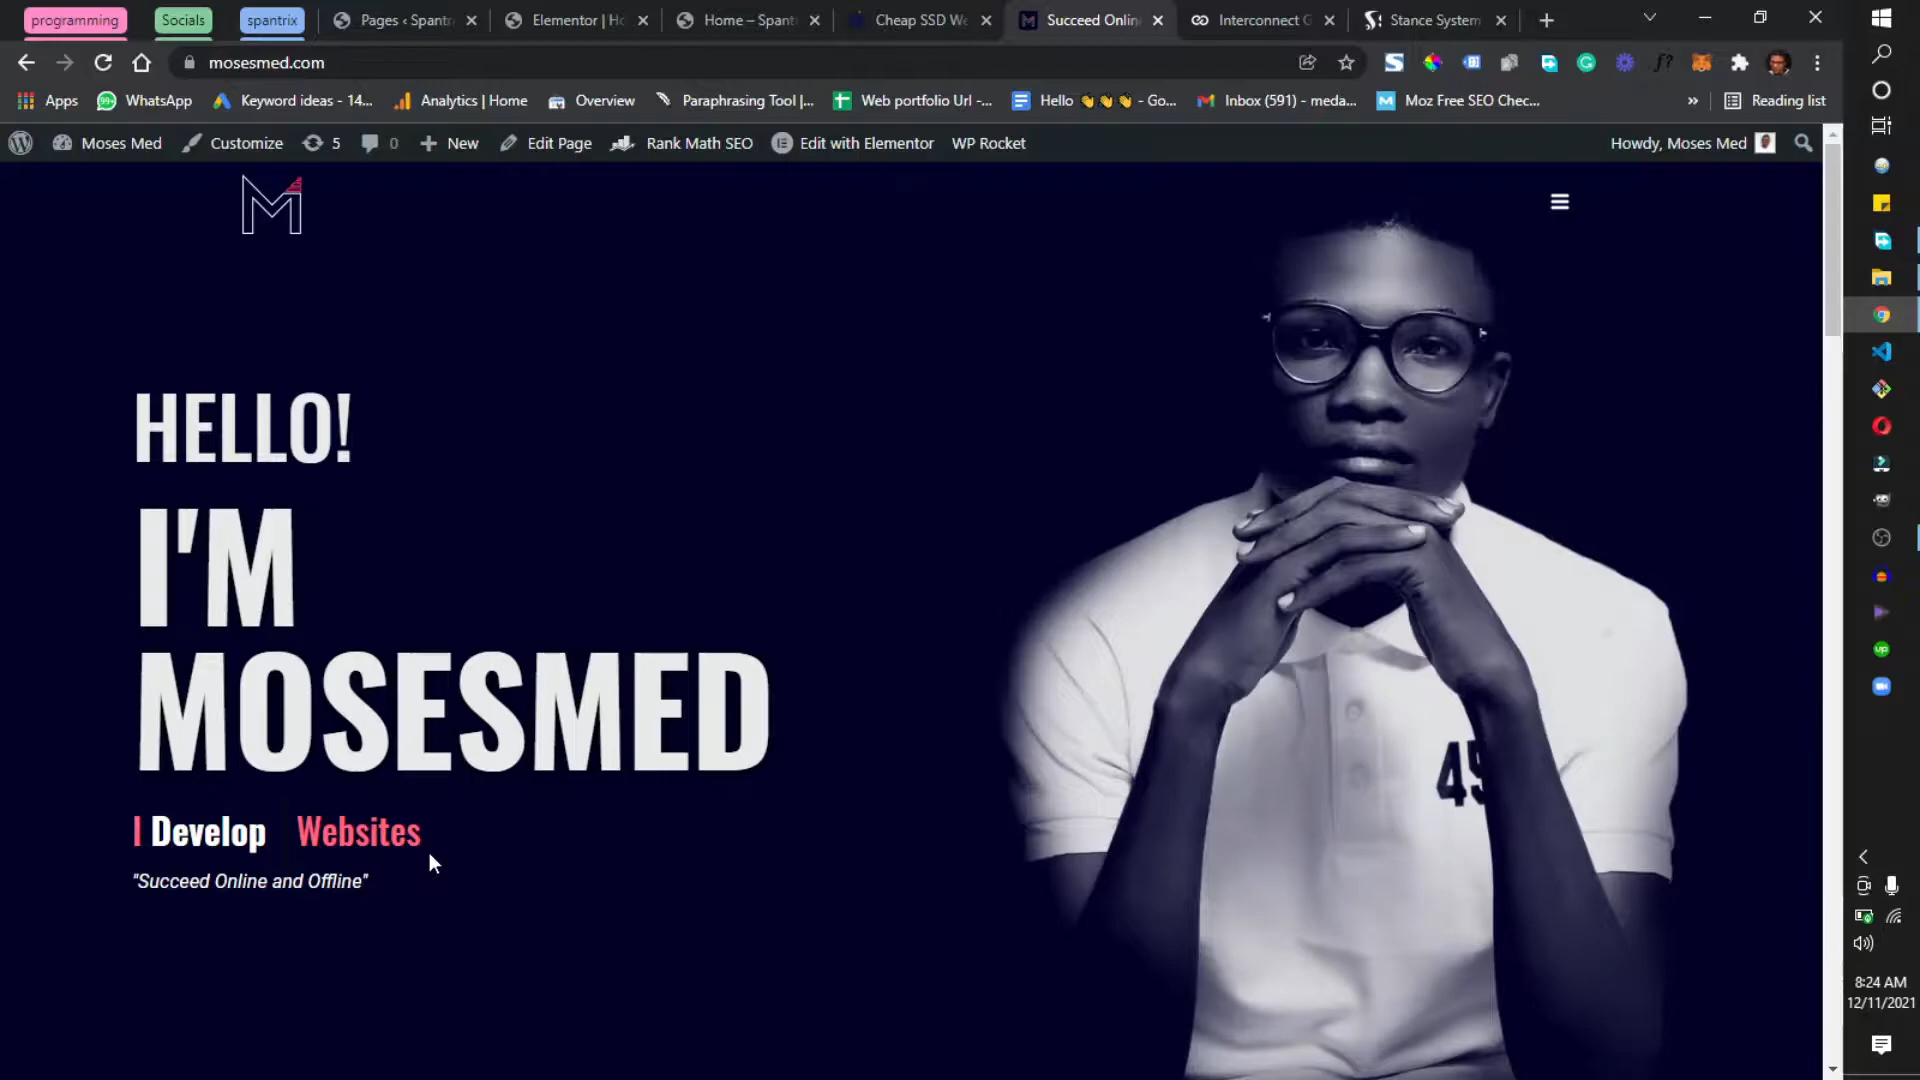 programming
Socials
spantrix
Pages ‹ Spantr
Elementor | Ho
Home – Spant
Cheap SSD We
Succeed Onlin
Interconnect G
Stance System
mosesmed.com
Apps
WhatsApp
Keyword ideas - 14...
Analytics | Home
Overview
Paraphrasing Tool |...
Web portfolio Url -...
Hello 👏👏👏 - Go...
Inbox (591) - meda...
Moz Free SEO Chec...
»
Reading list
Moses Med
Customize
5
0
New
Edit Page
Rank Math SEO
Edit with Elementor
WP Rocket
Howdy, Moses Med
M
HELLO!
I'M
MOSESMED
I Develop Websites
"Succeed Online and Offline"
8:24 AM
12/11/2021